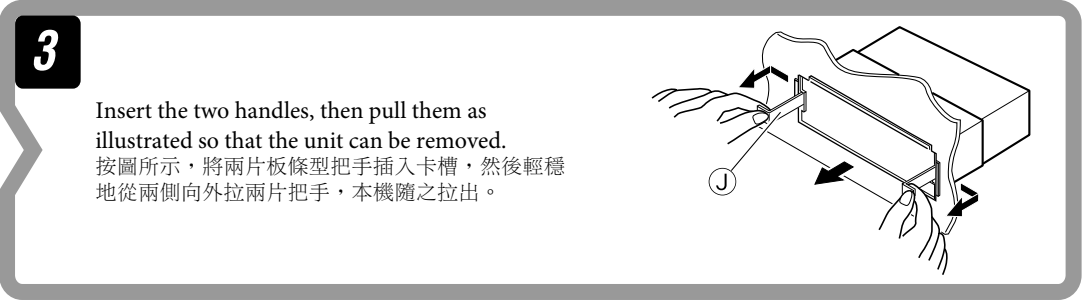 3
Insert the two handles, then pull them as
illustrated so that the unit can be removed.
按圖所示，將兩片板條型把手插入卡槽，然後輕穩
地從兩側向外拉兩片把手，本機隨之拉出。
J